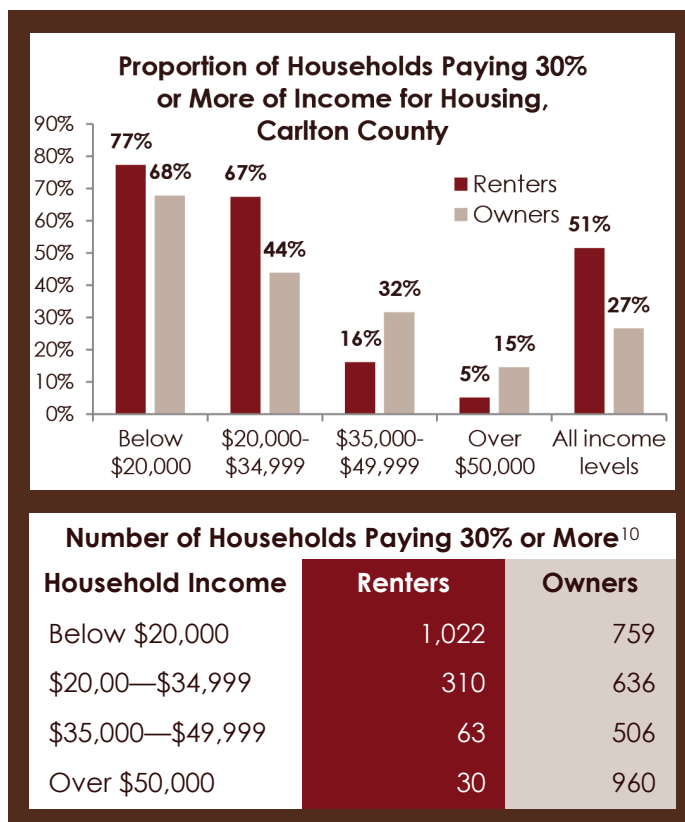 Proportion of Households Paying 30%
or More of Income for Housing,
Carlton County
90%
80%
70%
60%
50%
40%
30%
20%
10%
0%
77%
68%
67%
44%
16%
32%
5%
15%
51%
27%
Renters
Owners
Below
$20,000
$20,000-
$34,999
$35,000-
$49,999
Over
$50,000
All income
levels
Number of Households Paying 30% or More10
Household Income Renters Owners
Below $20,000 1,022 759
$20,00—$34,999 310 636
$35,000—$49,999 63 506
Over $50,000 30 960